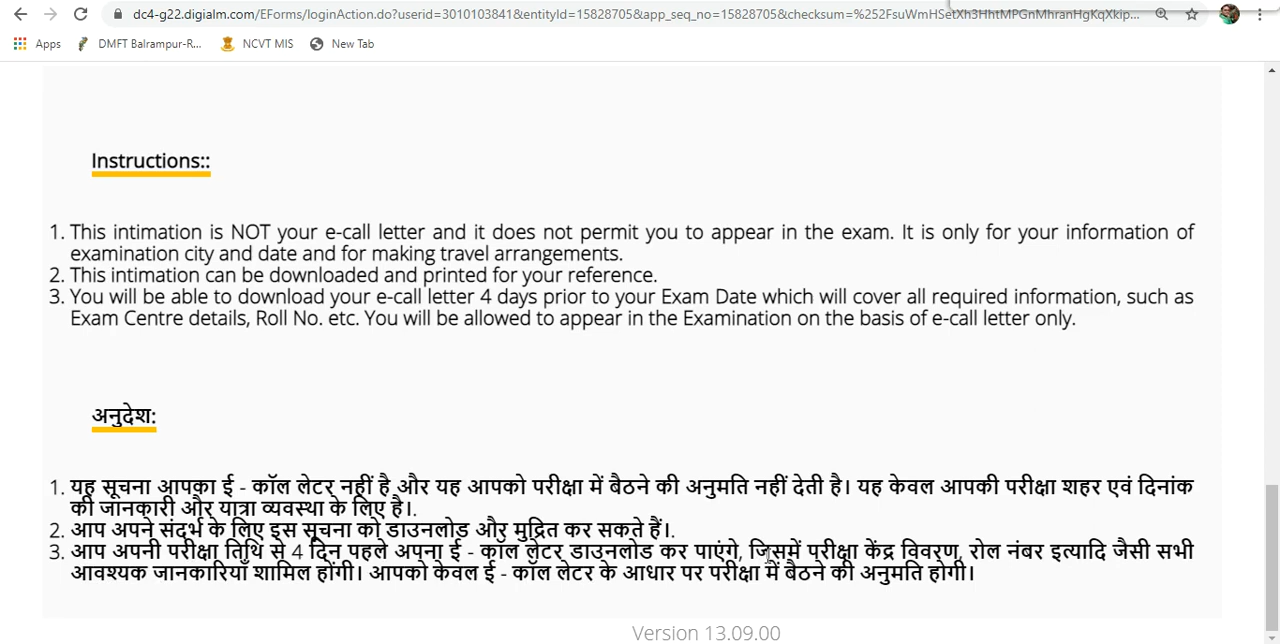 dc4-g22.digialm.com/EForms/loginAction.do?userid=3010103841&entityId=15828705&app_seq_no=15828705&checksum=%252FsuWmHSetXh3HhtMPGnMhranHgKqXkip...
Apps DMFT Balrampur-R... NCVT MIS New Tab
Instructions::
1. This intimation is NOT your e-call letter and it does not permit you to appear in the exam. It is only for your information of
examination city and date and for making travel arrangements.
2. This intimation can be downloaded and printed for your reference.
3. You will be able to download your e-call letter 4 days prior to your Exam Date which will cover all required information, such as
Exam Centre details, Roll No. etc. You will be allowed to appear in the Examination on the basis of e-call letter only.
अनुदेश:
1. यह सूचना आपका ई - कॉल लेटर नहीं है और यह आपको परीक्षा में बैठने की अनुमति नहीं देती है। यह केवल आपकी परीक्षा शहर एवं दिनांक
की जानकारी और यात्रा व्यवस्था के लिए है।.
2. आप अपने संदर्भ के लिए इस सूचना को डाउनलोड और मुद्रित कर सकते हैं।.
3. आप अपनी परीक्षा तिथि से 4 दिन पहले अपना ई - कॉल लेटर डाउनलोड कर पाएंगे, जिसमें परीक्षा केंद्र विवरण, रोल नंबर इत्यादि जैसी सभी
आवश्यक जानकारियाँ शामिल होंगी। आपको केवल ई - कॉल लेटर के आधार पर परीक्षा में बैठने की अनुमति होगी।
Version 13.09.00